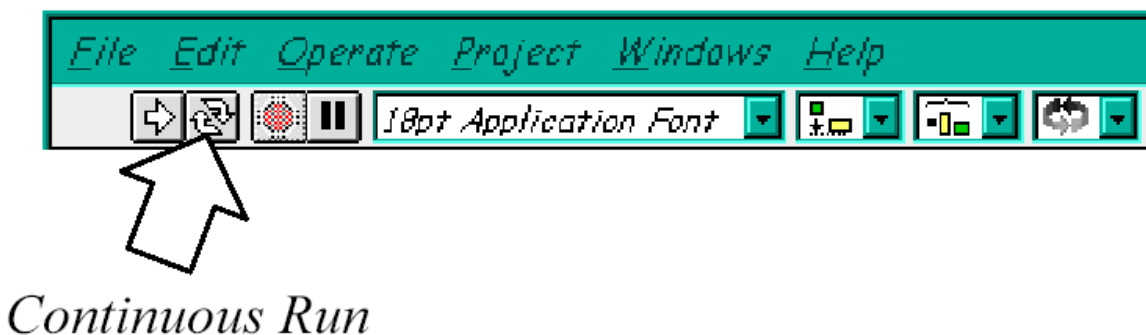 File Edit Operate Project Windows Help
18pt Application Font
Continuous Run